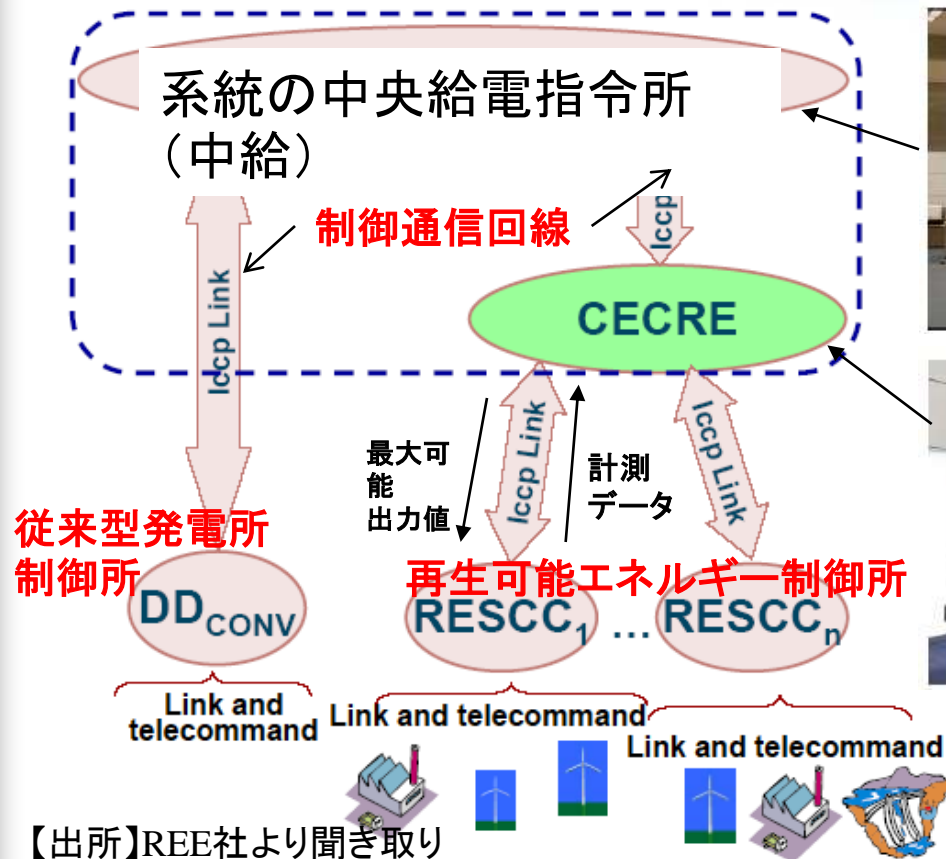 系統の中央給電指令所
（中給）
制御通信回線
Iccp
Iccp Link
CECRE
最大可
能
出力値
Iccp Link
計測
データ
Iccp Link
従来型発電所
制御所
再生可能エネルギー制御所
DD CONV
RESCC1 ... RESCCn
Link and
telecommand
Link and telecommand
Link and telecommand
【出所】REE社より聞き取り